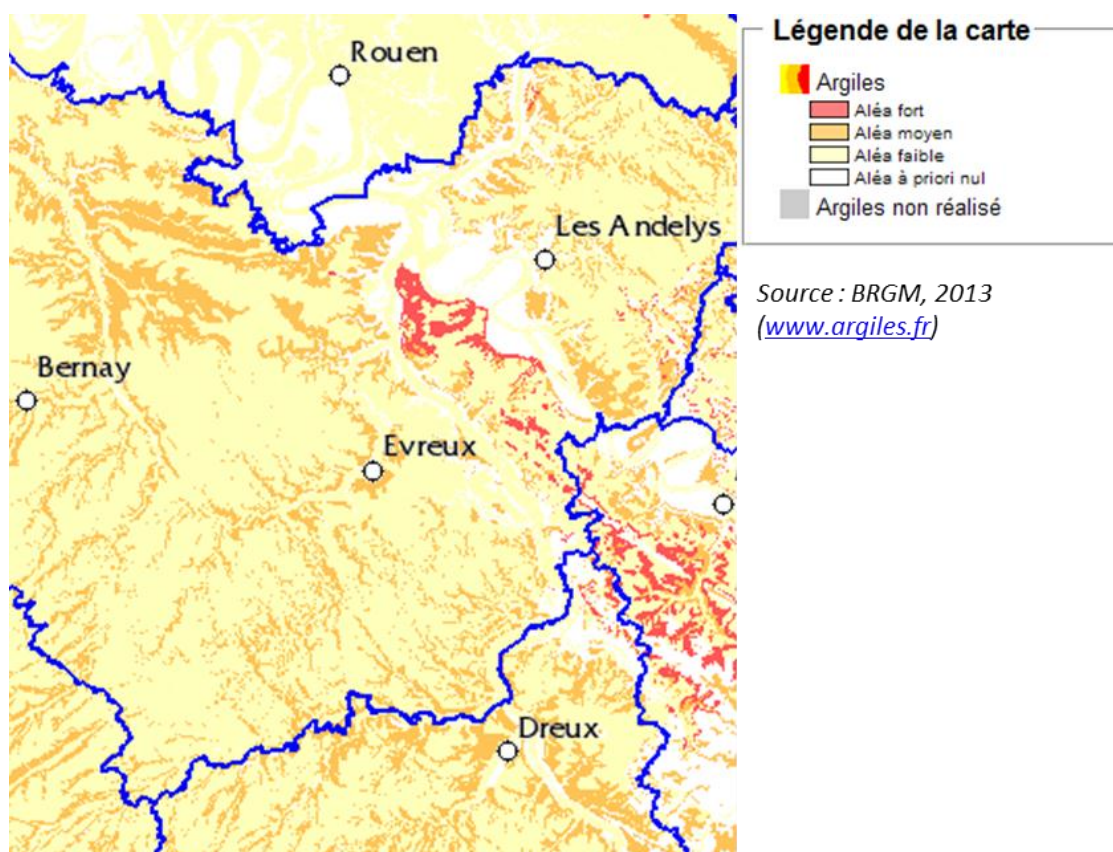 Rouen
Les Andelys
Bernay
Evreux
Dreux
Légende de la carte
Argiles
Aléa fort
Aléa moyen
Aléa faible
Aléa à priori nul
Argiles non réalisé
Source : BRGM, 2013
(www.argiles.fr)